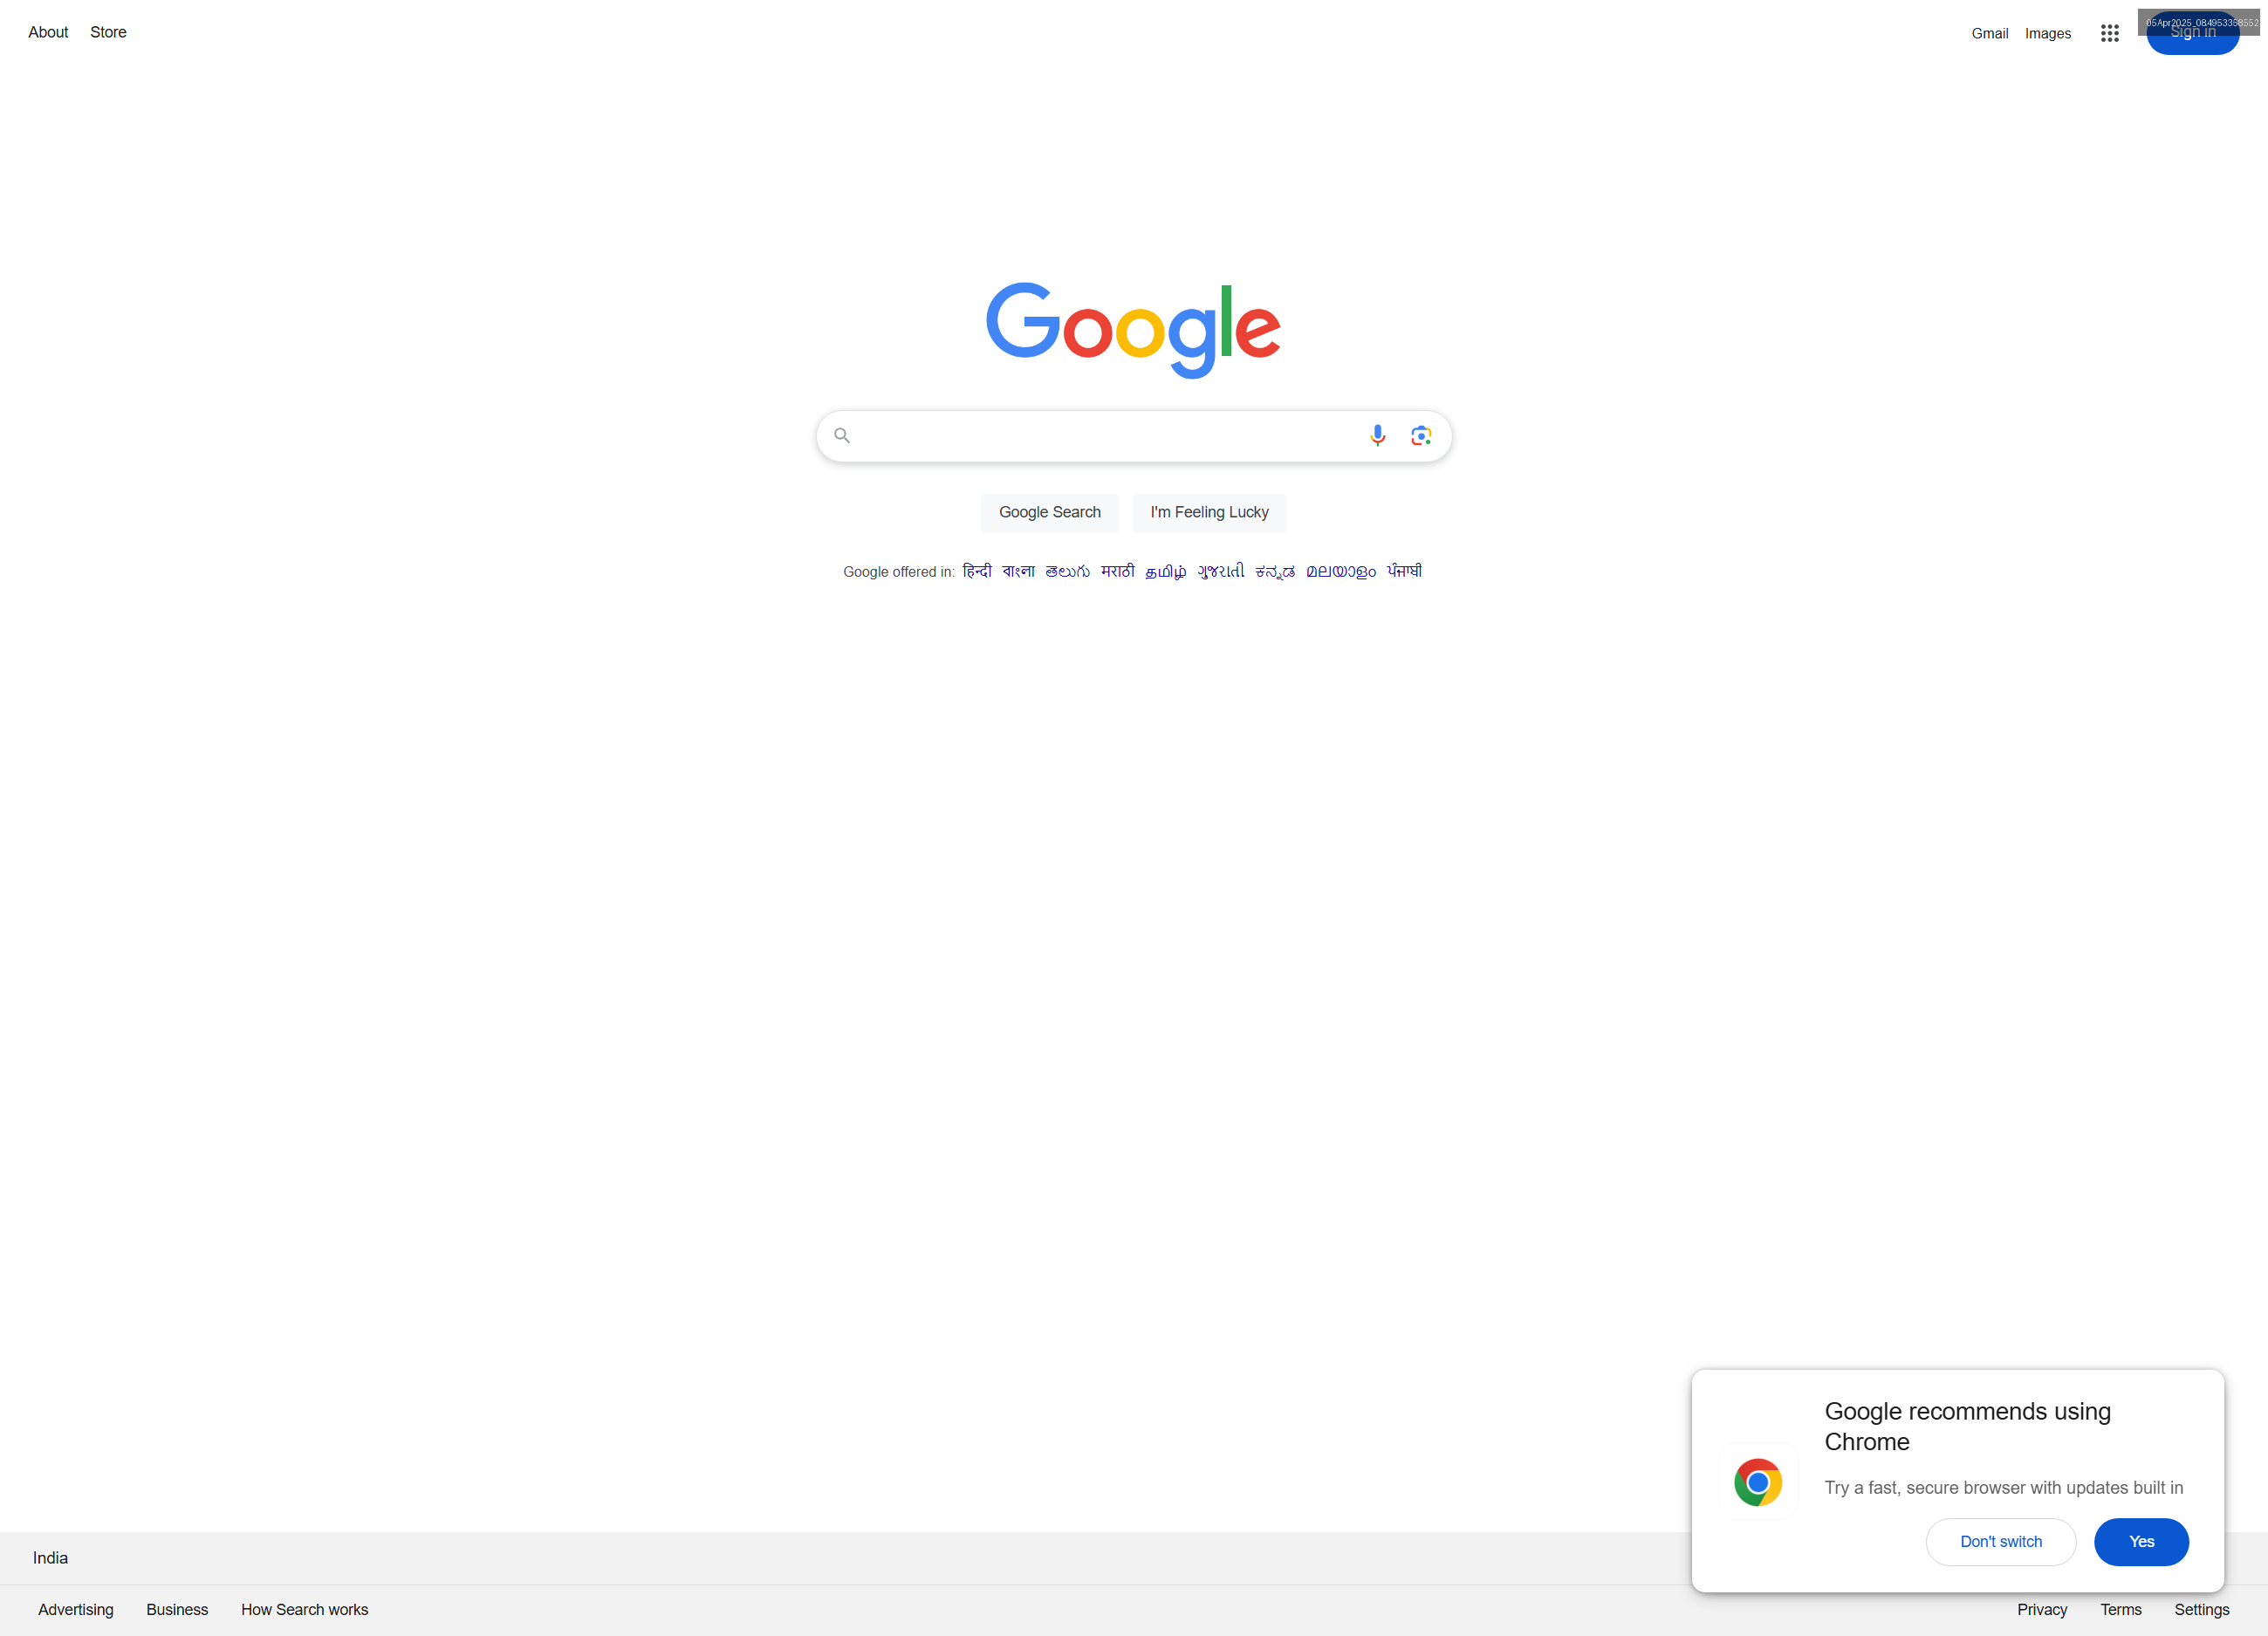 About Store
Gmail Images
05Apr2025_084953358552
Sign in
Google
Google Search I'm Feeling Lucky
Google offered in: हिन्दी বাংলা తెలుగు मराठी தமிழ் ગુજરાતી ಕನ್ನಡ മലയാളം ਪੰਜਾਬੀ
Google recommends using
Chrome
Try a fast, secure browser with updates built in
Don't switch Yes
India
Advertising Business How Search works
Privacy Terms Settings